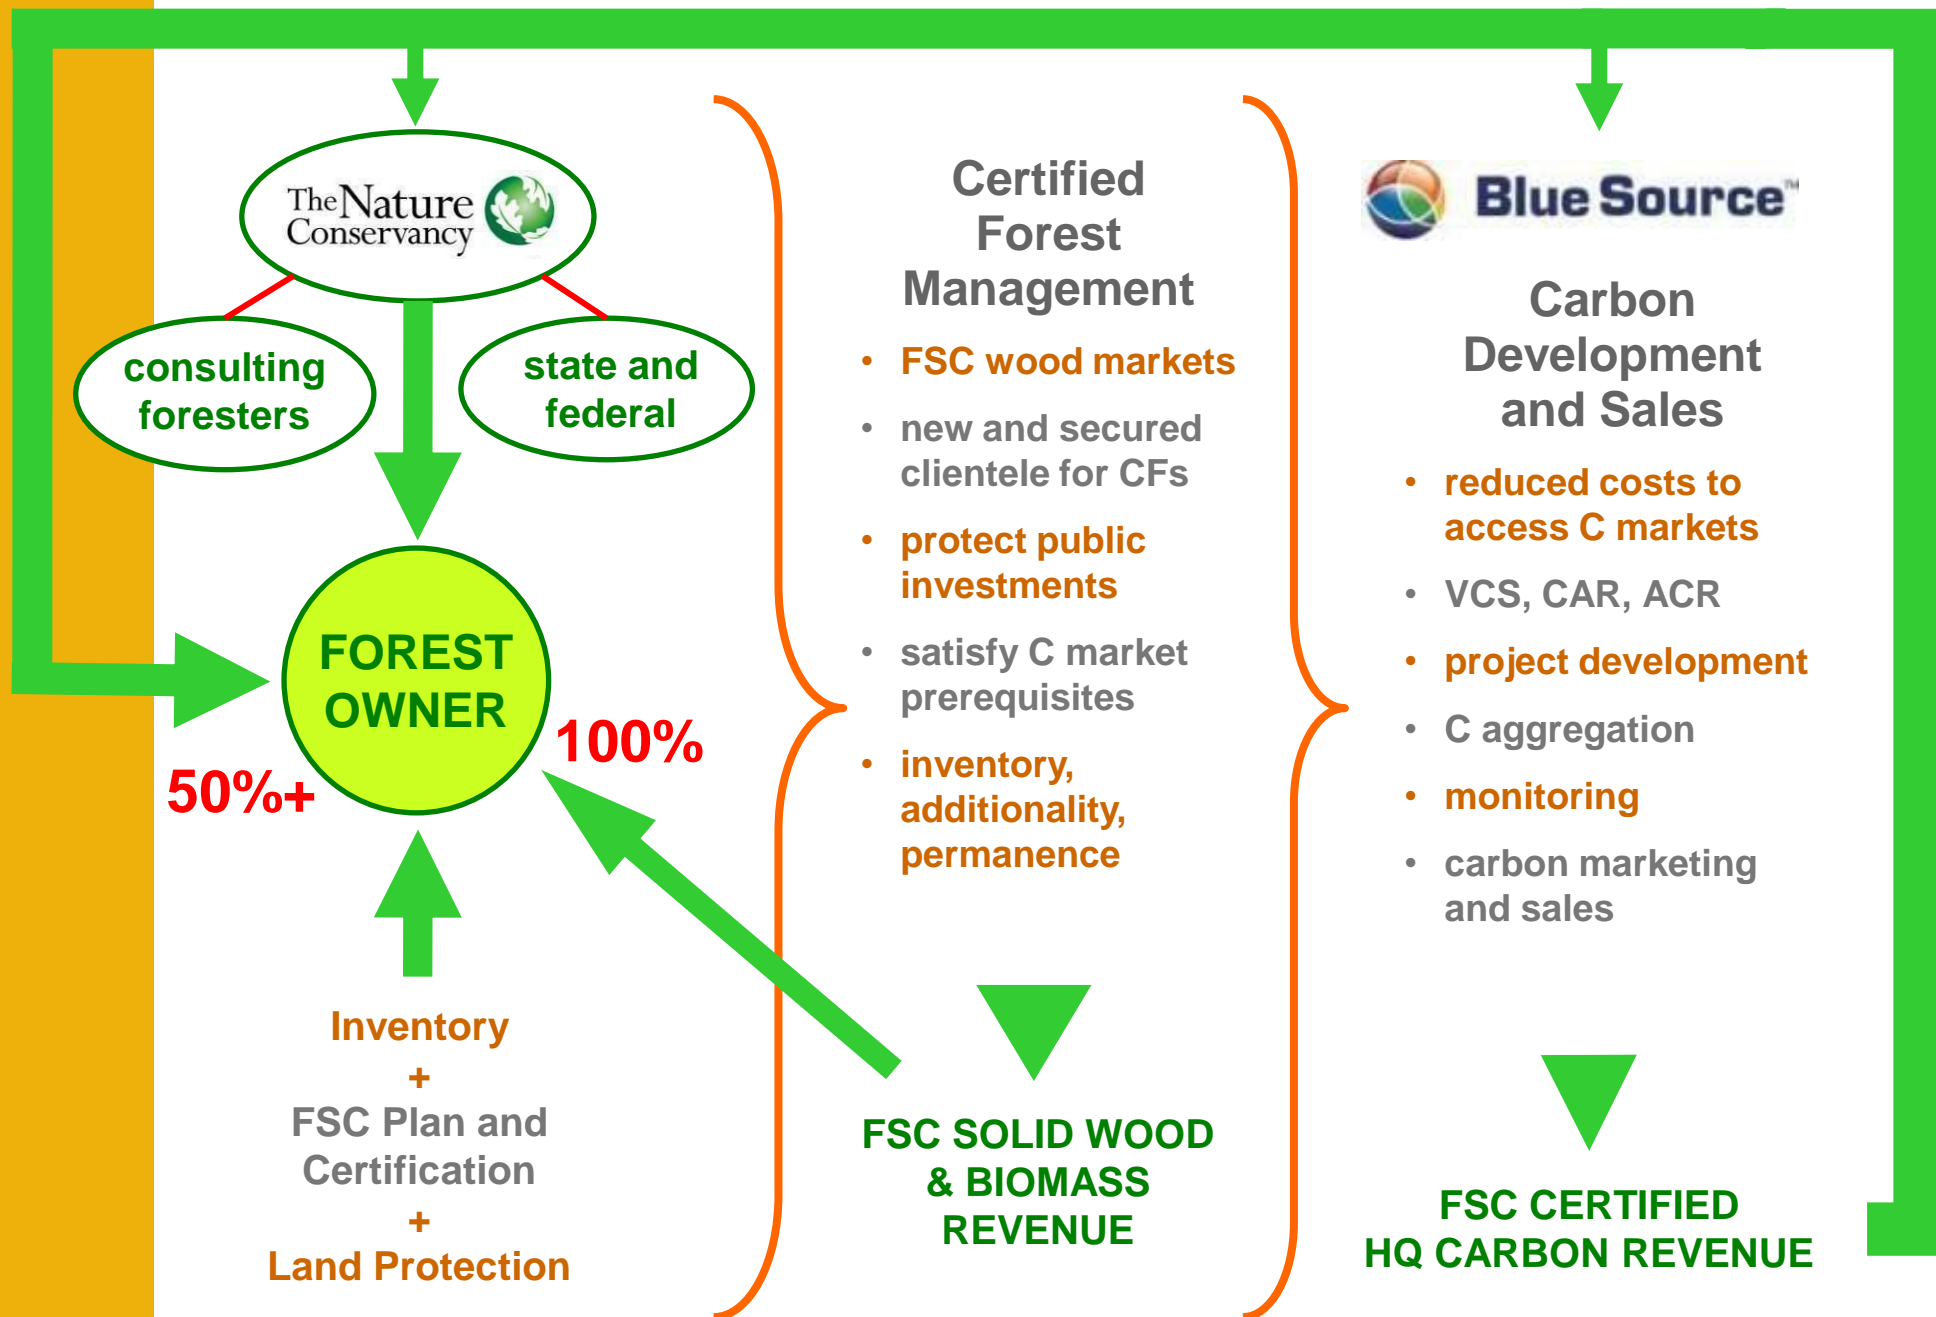 The Nature
Conservancy
consulting
foresters
state and
federal
FOREST
OWNER
50%+
100%
Inventory
+
FSC Plan and
Certification
+
Land Protection
Certified
Forest
Management
• FSC wood markets
• new and secured
clientele for CFs
• protect public
investments
• satisfy C market
prerequisites
• inventory,
additionality,
permanence
FSC SOLID WOOD
& BIOMASS
REVENUE
Blue Source™
Carbon
Development
and Sales
• reduced costs to
access C markets
• VCS, CAR, ACR
• project development
• C aggregation
• monitoring
• carbon marketing
and sales
FSC CERTIFIED
HQ CARBON REVENUE